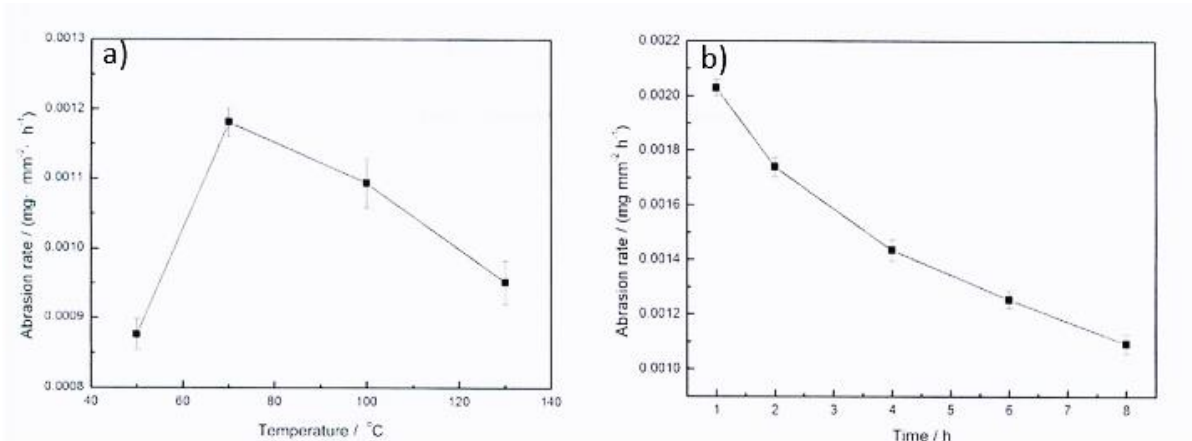 a)
Abrasion rate / (mg· mm⁻²· h⁻¹)
0.0013
0.0012
0.0011
0.0010
0.0009
0.0008
40 60 80 100 120 140
Temperature / °C
b)
Abrasion rate / (mg mm⁻² h⁻¹)
0.0022
0.0020
0.0018
0.0016
0.0014
0.0012
0.0010
1 2 3 4 5 6 7 8
Time / h